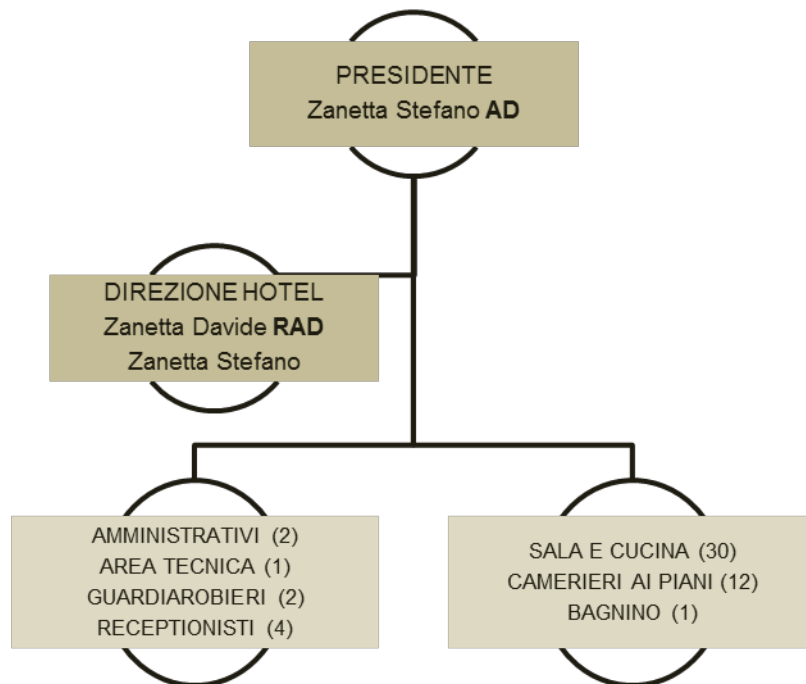 PRESIDENTE
Zanetta Stefano AD
DIREZIONE HOTEL
Zanetta Davide RAD
Zanetta Stefano
AMMINISTRATIVI (2)
AREA TECNICA (1)
GUARDIAROBIERI (2)
RECEPTIONISTI (4)
SALA E CUCINA (30)
CAMERIERI AI PIANI (12)
BAGNINO (1)